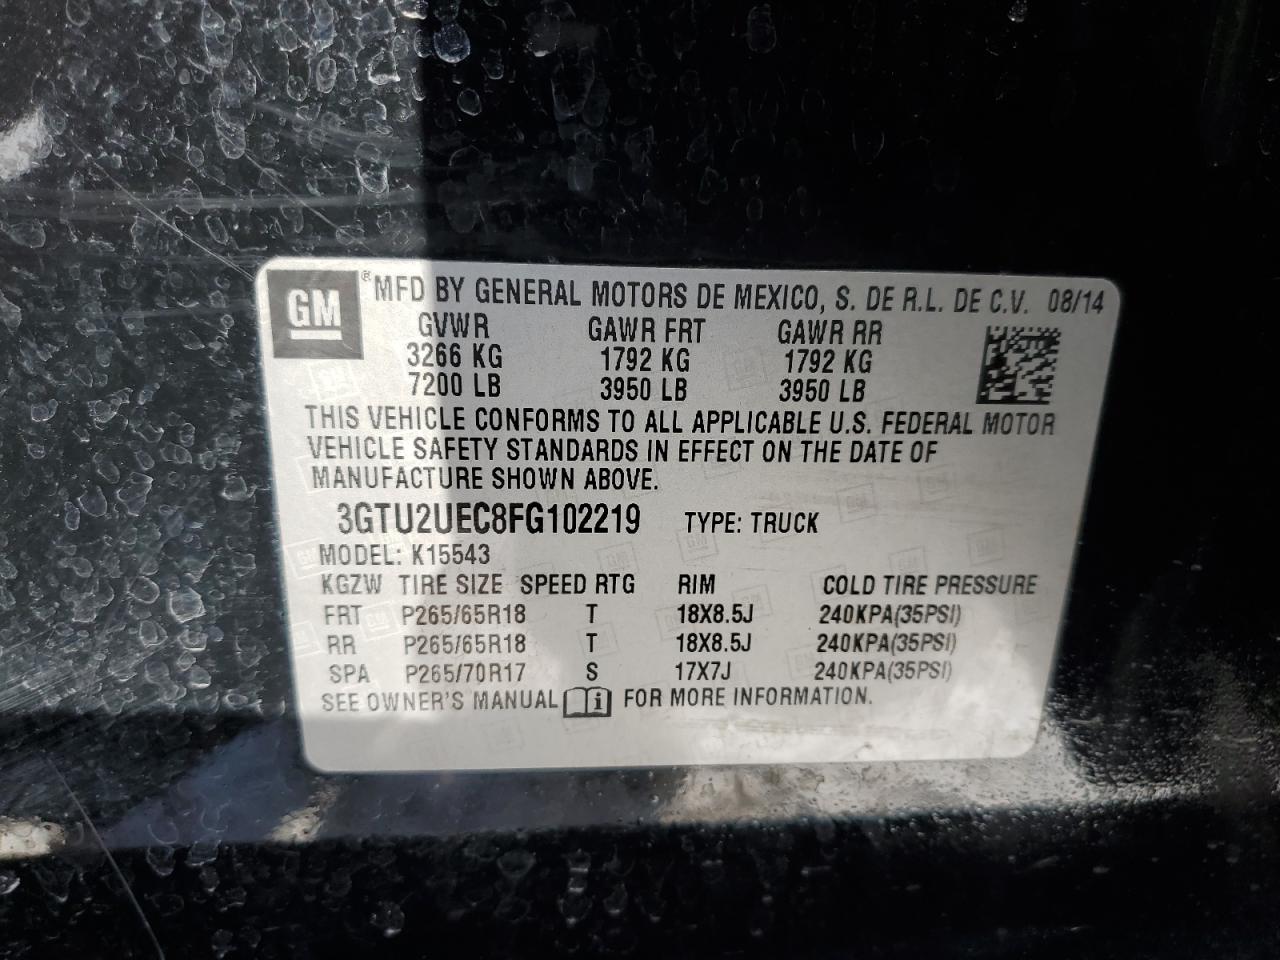 GM ® MFD BY GENERAL MOTORS DE MEXICO, S. DE R.L. DE C.V. 08/14
GVWR GAWR FRT GAWR RR
3266 KG 1792 KG 1792 KG
7200 LB 3950 LB 3950 LB
THIS VEHICLE CONFORMS TO ALL APPLICABLE U.S. FEDERAL MOTOR
VEHICLE SAFETY STANDARDS IN EFFECT ON THE DATE OF
MANUFACTURE SHOWN ABOVE.
3GTU2UEC8FG102219 TYPE: TRUCK
MODEL: K15543
KGZW TIRE SIZE SPEED RTG RIM COLD TIRE PRESSURE
FRT P265/65R18 T 18X8.5J 240KPA(35PSI)
RR P265/65R18 T 18X8.5J 240KPA(35PSI)
SPA P265/70R17 S 17X7J 240KPA(35PSI)
SEE OWNER'S MANUAL i FOR MORE INFORMATION.